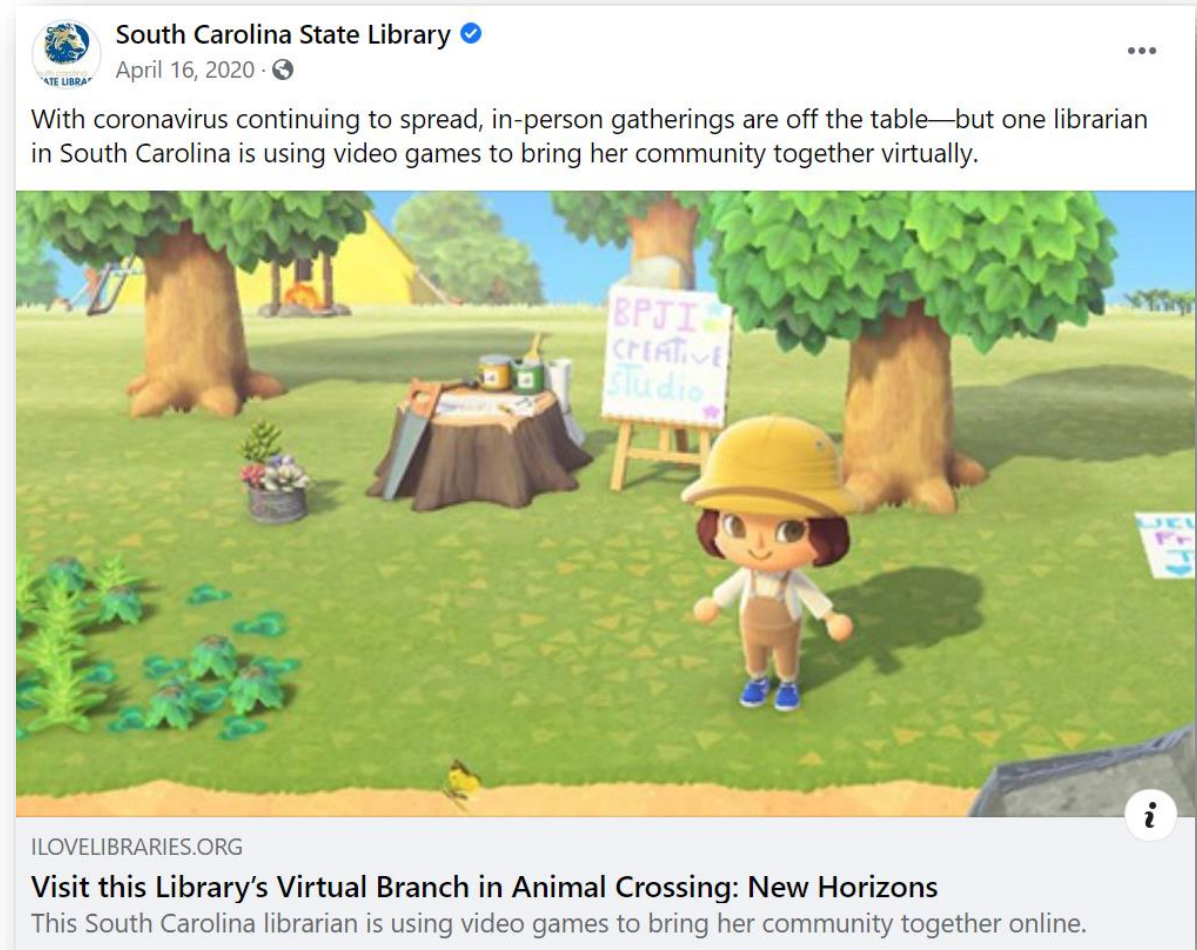 South Carolina State Library
April 16, 2020 ·
With coronavirus continuing to spread, in-person gatherings are off the table—but one librarian
in South Carolina is using video games to bring her community together virtually.
STATE LIBRAR
BPJI
CREATIVE
STudio
ILOVELIBRARIES.ORG
Visit this Library’s Virtual Branch in Animal Crossing: New Horizons
This South Carolina librarian is using video games to bring her community together online.